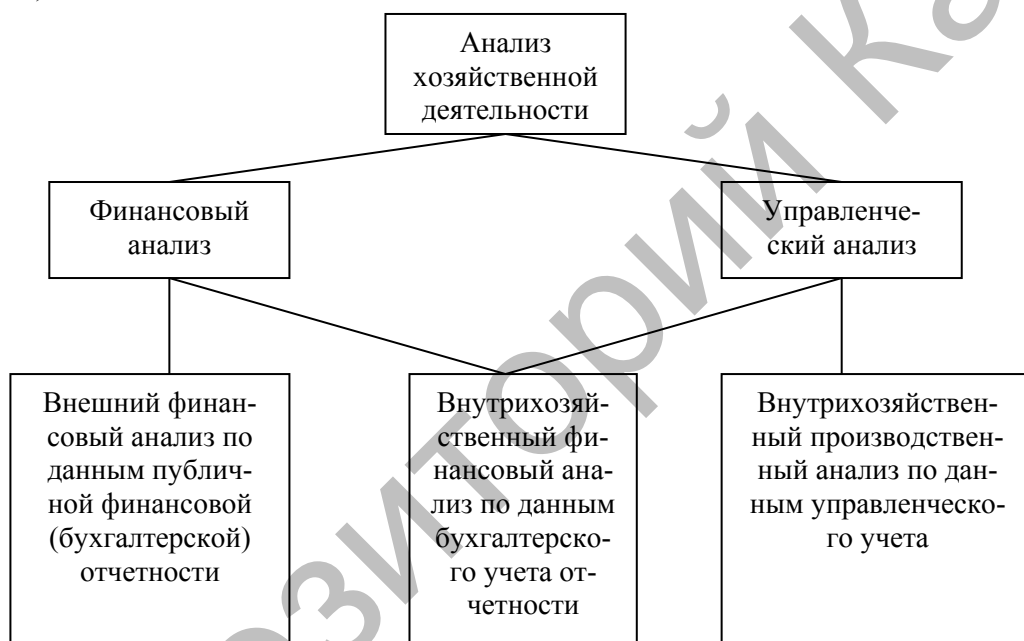 )
Анализ
хозяйственной
деятельности
Финансовый
анализ
Управленче-
ский анализ
Внешний финан-
совый анализ по
данным публич-
ной финансовой
(бухгалтерской)
отчетности
Внутрихозяй-
ственный фи-
нансовый ана-
лиз по данным
бухгалтерско-
го учета от-
четности
Внутрихозяйствен-
ный производствен-
ный анализ по дан-
ным управленческо-
го учета